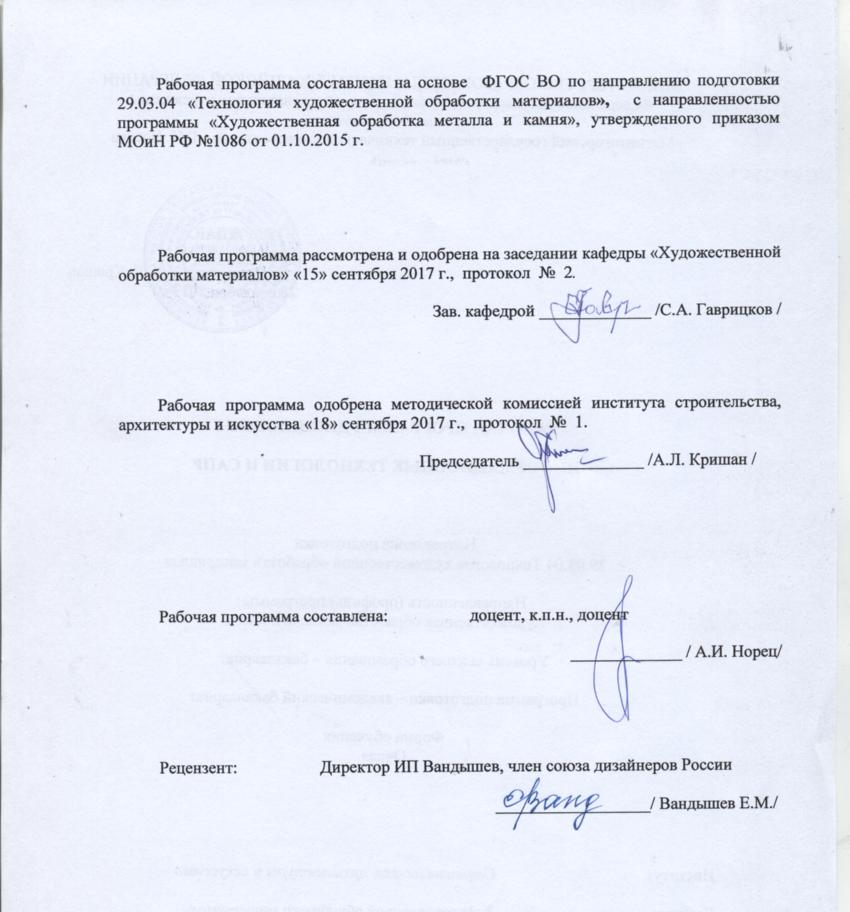 Рабочая программа составлена на основе ФГОС ВО по направлению подготовки
29.03.04 «Технология художественной обработки материалов», с направленностью
программы «Художественная обработка металла и камня», утвержденного приказом
МОиН РФ №1086 от 01.10.2015 г.
Рабочая программа рассмотрена и одобрена на заседании кафедры «Художественной
обработки материалов» «15» сентября 2017 г., протокол № 2.
Зав. кафедрой ______________ /С.А. Гаврицков /
Рабочая программа одобрена методической комиссией института строительства,
архитектуры и искусства «18» сентября 2017 г., протокол № 1.
Председатель ______________ /А.Л. Кришан /
Рабочая программа составлена: доцент, к.п.н., доцент
______________ / А.И. Норец/
Рецензент: Директор ИП Вандышев, член союза дизайнеров России
___________________/ Вандышев Е.М./